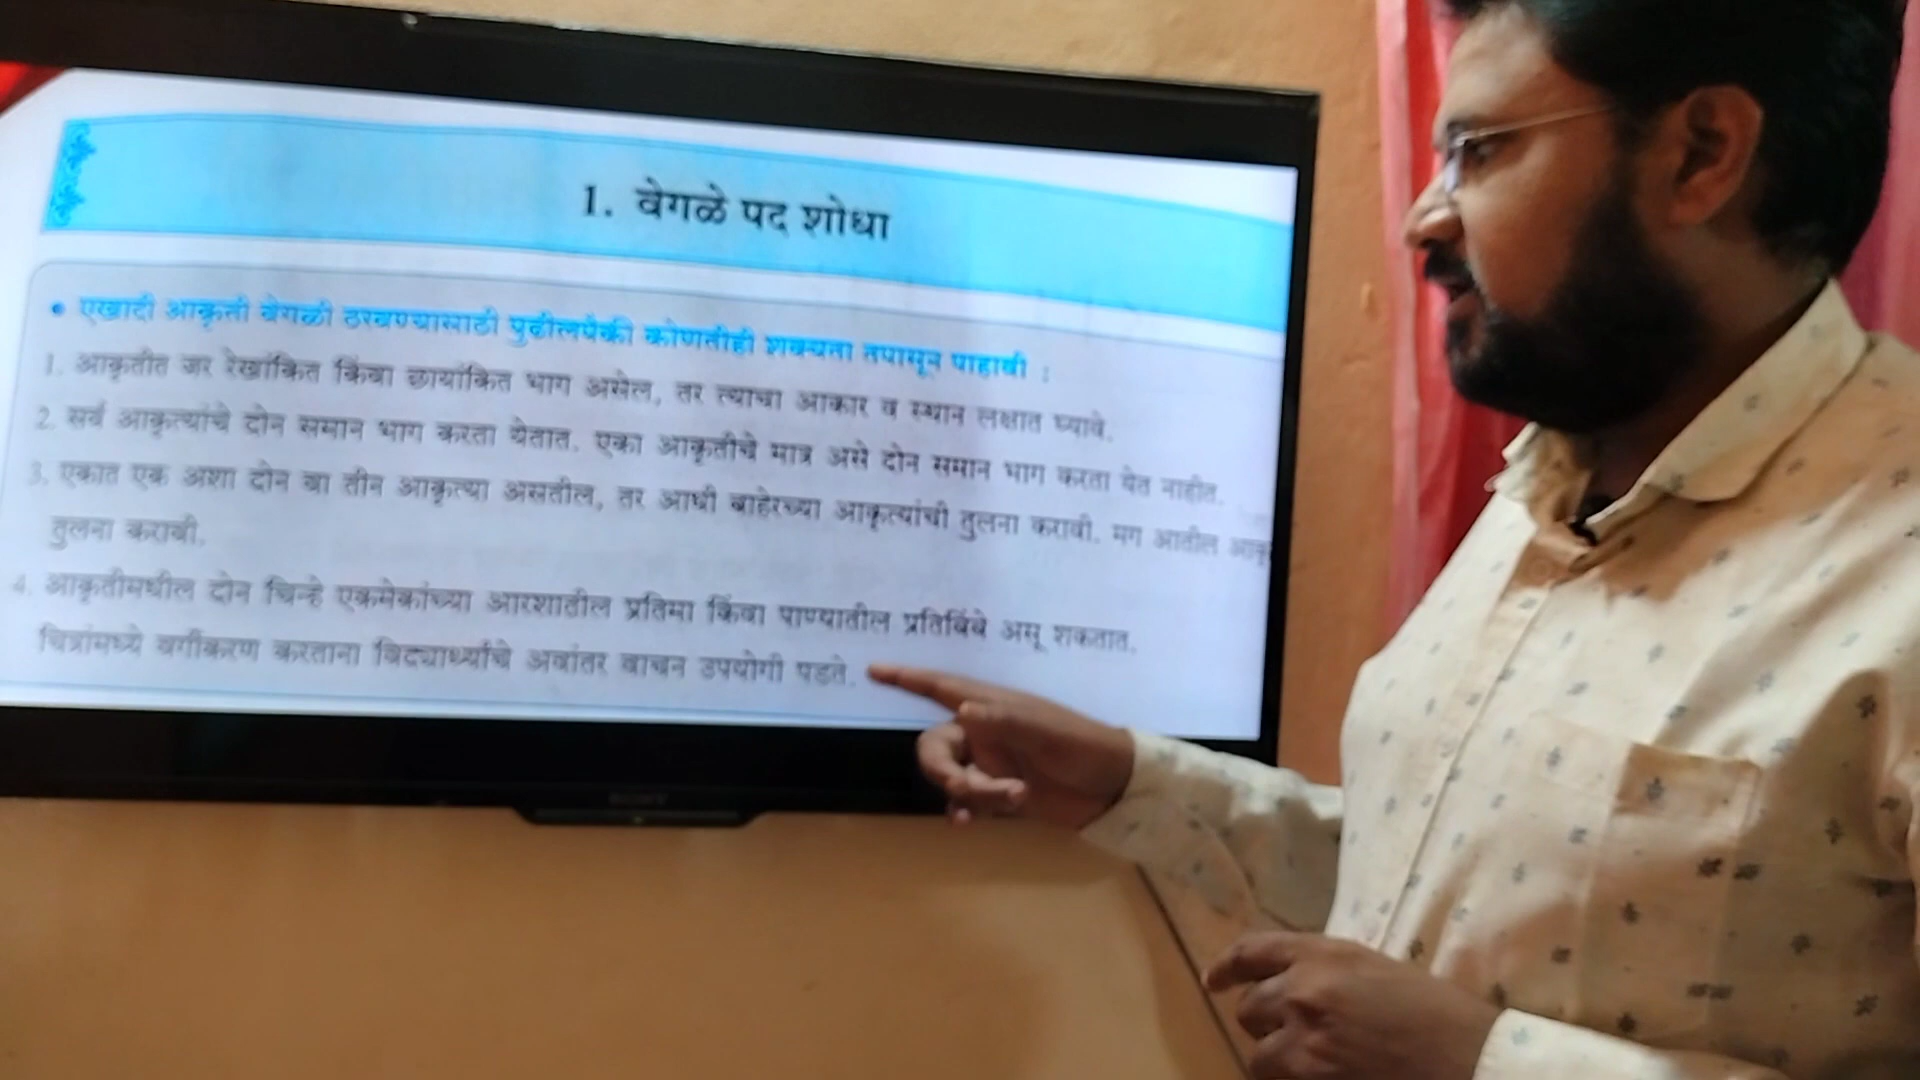 1. वेगळे पद शोधा
• एखादी आकृती वेगळी ठरवण्यासाठी पुढीलपैकी कोणतीही शक्यता तपासून पाहावी :
1. आकृतीत जर रेखांकित किंवा छायांकित भाग असेल, तर त्याचा आकार व स्थान लक्षात घ्यावे.
2. सर्व आकृत्यांचे दोन समान भाग करता येतात. एका आकृतीचे मात्र असे दोन समान भाग करता येत नाहीत.
3. एकात एक अशा दोन वा तीन आकृत्या असतील, तर आधी बाहेरच्या आकृत्यांची तुलना करावी. मग आतील
तुलना करावी.
4. आकृतीमधील दोन चिन्हे एकमेकांच्या आरशातील प्रतिमा किंवा पाण्यातील प्रतिबिंबे असू शकतात.
चित्रांमध्ये वर्गीकरण करताना विद्यार्थ्यांचे अवांतर वाचन उपयोगी पडते.